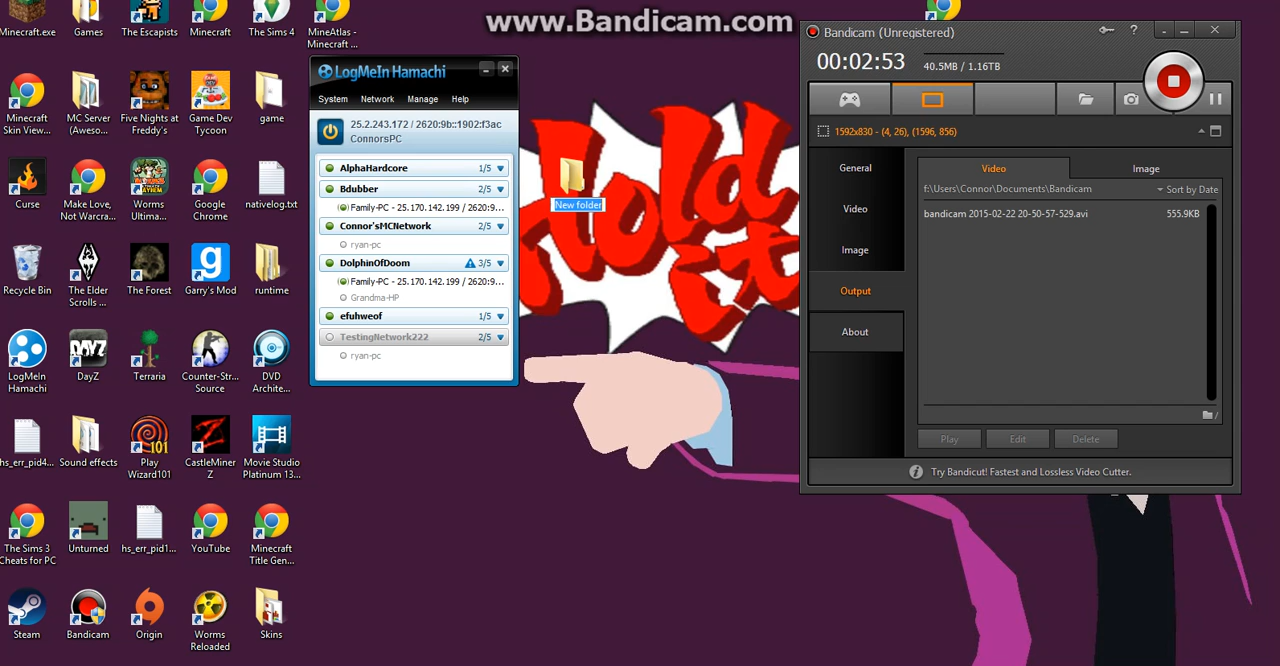 www.Bandicam.com
Minecraft.exe
Games
The Escapists
Minecraft
The Sims 4
MineAtlas -
Minecraft ...
Minecraft
Skin View...
MC Server
(Aweso...
Five Nights at
Freddy's
Game Dev
Tycoon
game
Curse
Make Love,
Not Warcra...
Worms
Ultima...
Google
Chrome
nativelog.txt
Recycle Bin
The Elder
Scrolls ...
The Forest
Garry's Mod
runtime
LogMeIn
Hamachi
DayZ
Terraria
Counter-Str...
Source
DVD
Archite...
hs_err_pid4...
Sound effects
Play
Wizard101
CastleMiner
Z
Movie Studio
Platinum 13...
The Sims 3
Cheats for PC
Unturned
hs_err_pid1...
YouTube
Minecraft
Title Gen...
Steam
Bandicam
Origin
Worms
Reloaded
Skins
LogMeIn Hamachi
System Network Manage Help
25.2.243.172 / 2620:9b::1902:f3ac
ConnorsPC
AlphaHardcore 1/5
Bdubber 2/5
Family-PC - 25.170.142.199 / 2620:9...
Connor'sMCNetwork 2/5
ryan-pc
DolphinOfDoom 3/5
Family-PC - 25.170.142.199 / 2620:9...
Grandma-HP
efuhweof 1/5
TestingNetwork222 2/5
ryan-pc
New folder
Hold
It
Bandicam (Unregistered)
00:02:53
40.5MB / 1.16TB
1592x830 - (4, 26), (1596, 856)
General
Video
Image
Output
About
Video Image
f:\Users\Connor\Documents\Bandicam Sort by Date
bandicam 2015-02-22 20-50-57-529.avi 555.9KB
Play Edit Delete
Try Bandicut! Fastest and Lossless Video Cutter.